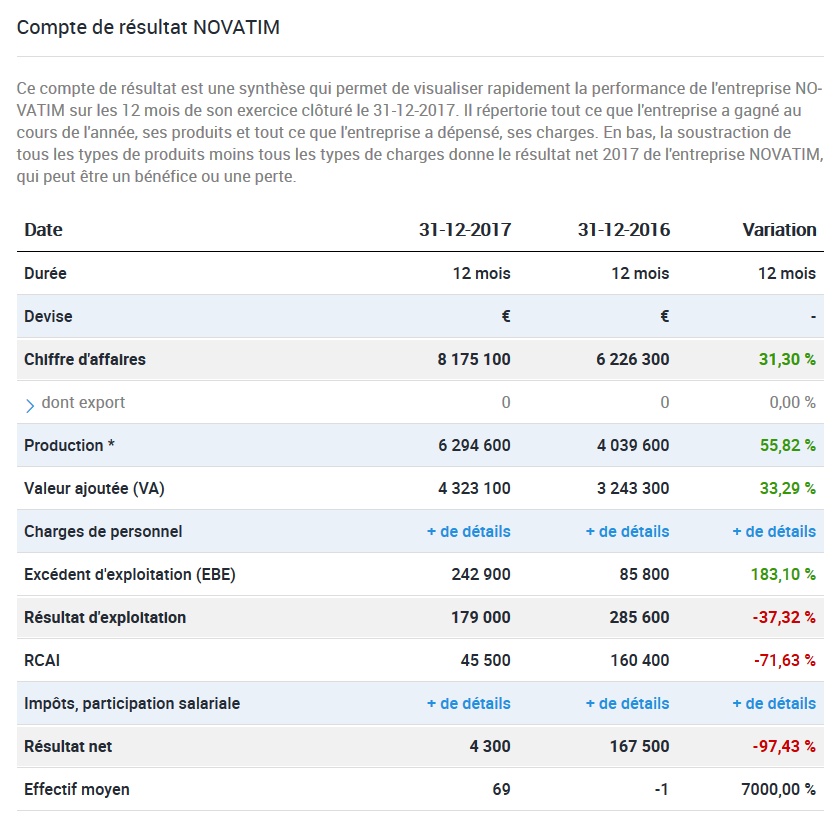 Compte de résultat NOVATIM
Ce compte de résultat est une synthèse qui permet de visualiser rapidement la performance de l'entreprise NO-
VATIM sur les 12 mois de son exercice clôturé le 31-12-2017. Il répertorie tout ce que l'entreprise a gagné au
cours de l'année, ses produits et tout ce que l'entreprise a dépensé, ses charges. En bas, la soustraction de
tous les types de produits moins tous les types de charges donne le résultat net 2017 de l'entreprise NOVATIM,
qui peut être un bénéfice ou une perte.
Date 31-12-2017 31-12-2016 Variation
Durée 12 mois 12 mois 12 mois
Devise € € -
Chiffre d'affaires 8 175 100 6 226 300 31,30 %
dont export 0 0 0,00 %
Production * 6 294 600 4 039 600 55,82 %
Valeur ajoutée (VA) 4 323 100 3 243 300 33,29 %
Charges de personnel + de détails + de détails + de détails
Excédent d'exploitation (EBE) 242 900 85 800 183,10 %
Résultat d'exploitation 179 000 285 600 -37,32 %
RCAI 45 500 160 400 -71,63 %
Impôts, participation salariale + de détails + de détails + de détails
Résultat net 4 300 167 500 -97,43 %
Effectif moyen 69 -1 7000,00 %